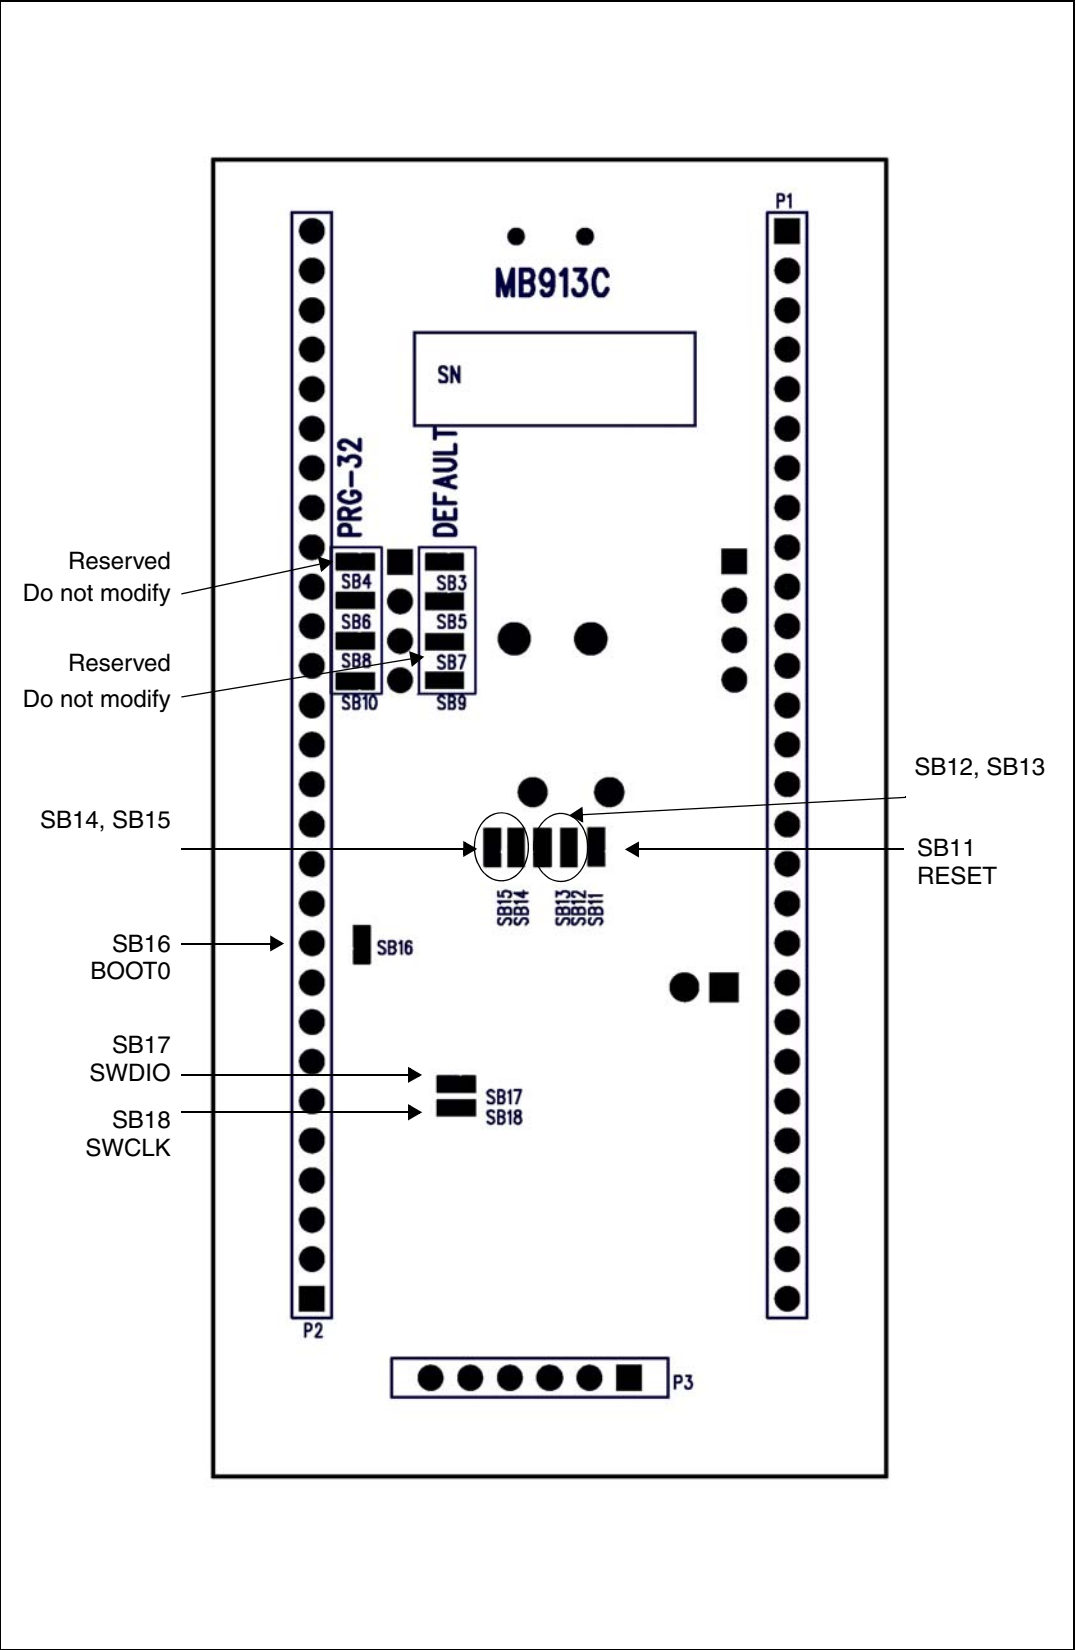 P1
MB913C
SN
PRG-32
DEFAULT
Reserved
Do not modify
SB4
SB3
SB6
SB5
Reserved
Do not modify
SB8
SB7
SB10
SB9
SB12, SB13
SB14, SB15
SB11
RESET
SB15
SB14
SB13
SB12
SB11
SB16
BOOT0
SB16
SB17
SWDIO
SB17
SB18
SB18
SWCLK
P2
P3